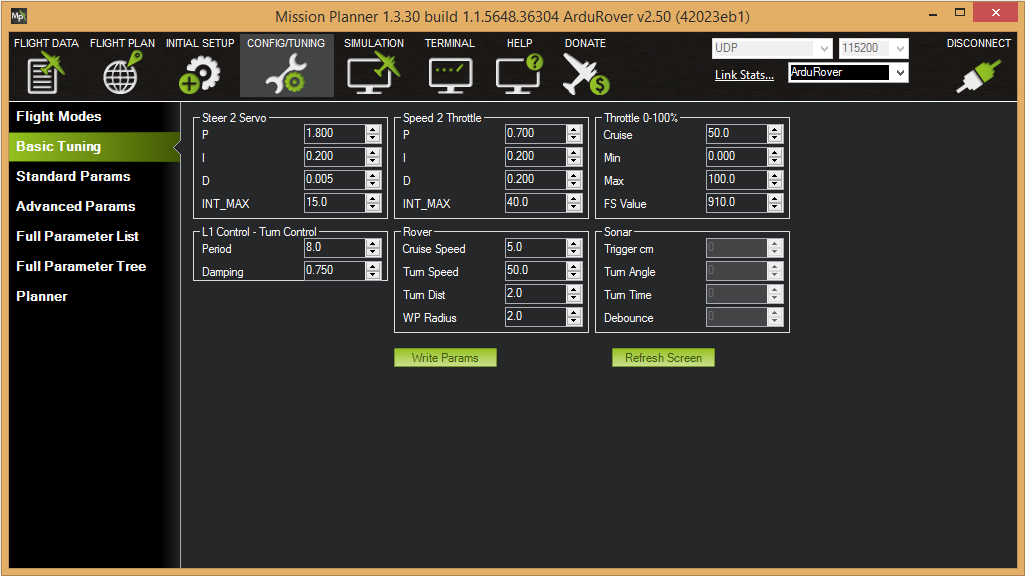 Mp
Mission Planner 1.3.30 build 1.1.5648.36304 ArduRover v2.50 (42023eb1)
FLIGHT DATA FLIGHT PLAN INITIAL SETUP CONFIG/TUNING SIMULATION TERMINAL HELP DONATE DISCONNECT
UDP 115200
Link Stats... ArduRover
Flight Modes
Basic Tuning
Standard Params
Advanced Params
Full Parameter List
Full Parameter Tree
Planner
Steer 2 Servo
P 1.800
I 0.200
D 0.005
INT_MAX 15.0
Speed 2 Throttle
P 0.700
I 0.200
D 0.200
INT_MAX 40.0
Throttle 0-100%
Cruise 50.0
Min 0.000
Max 100.0
FS Value 910.0
L1 Control - Turn Control
Period 8.0
Damping 0.750
Rover
Cruise Speed 5.0
Turn Speed 50.0
Turn Dist 2.0
WP Radius 2.0
Sonar
Trigger cm 0
Turn Angle 0
Turn Time 0
Debounce 0
Write Params Refresh Screen